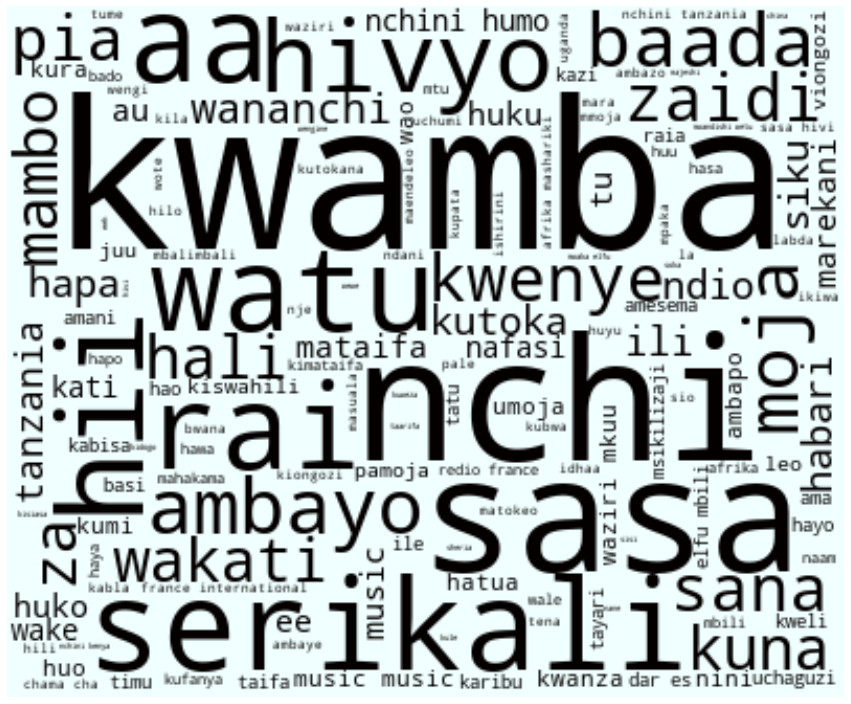 tume
waziri
nchini humo
nchini tanzania
pia
aa
hivyo
baada
uganda
viongozi
kura
bado
kazi
ambazo
wengi
mtu
zaidi
au
kila
wananchi
wao
uchumi
huku
mara
mmoja
raia
huu
hasa
sasa hivi
mambo
kwamba
tu
siku
marekani
wote
kutokana
maendeleo
kupata
ishirini
afrika mashariki
mpaka
hilo
juu
mbalimbali
ndani
la
labda
hapa
watu
kwenye
ndio
moja
ikiwa
amani
nje
kutoka
amesema
huyu
hapo
hali
mataifa
nafasi
ili
tanzania
hii
kimataifa
pale
ambapo
habari
kati
hao
kiswahili
masuala
tatu
umoja
kubwa
mkuu
msikilizaji
sio
rai
nchi
bwana
hawa
kabisa
mahakama
kiongozi
pamoja
redio france
idhaa
afrika
leo
basi
za
ambayo
sasa
matokeo
waziri
elfu mbili
ama
hayo
kumi
wakati
ile
naam
haya
kabla
france international
music
hatua
wale
tena
tayari
sana
huko
wake
serikali
ee
ambaye
mbili
kweli
kuna
hili
huo
chama cha
timu
kufanya
taifa
music music
karibu
kwanza
dar es
nini
uchaguzi